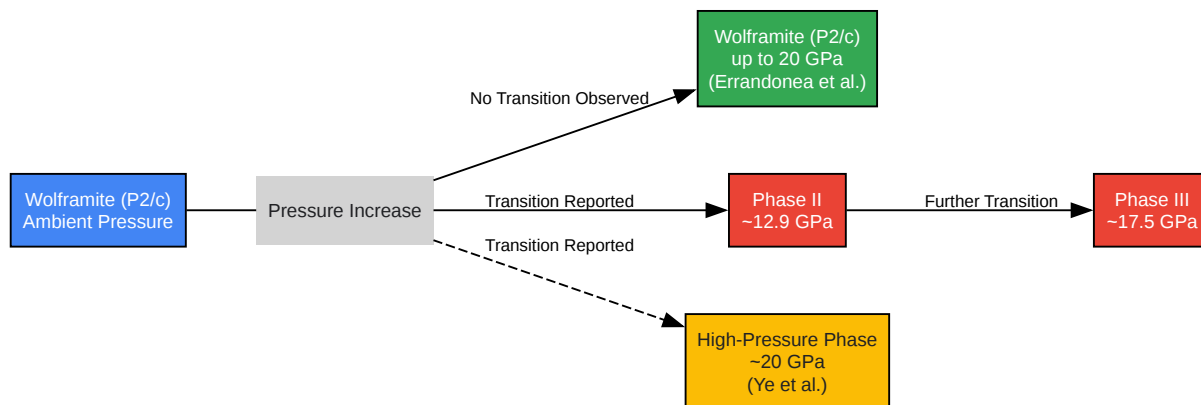 Wolframite (P2/c)
up to 20 GPa
(Errandonea et al.)
No Transition Observed
Wolframite (P2/c)
Ambient Pressure
Pressure Increase
Transition Reported
Phase II
~12.9 GPa
Further Transition
Phase III
~17.5 GPa
Transition Reported
High-Pressure Phase
~20 GPa
(Ye et al.)